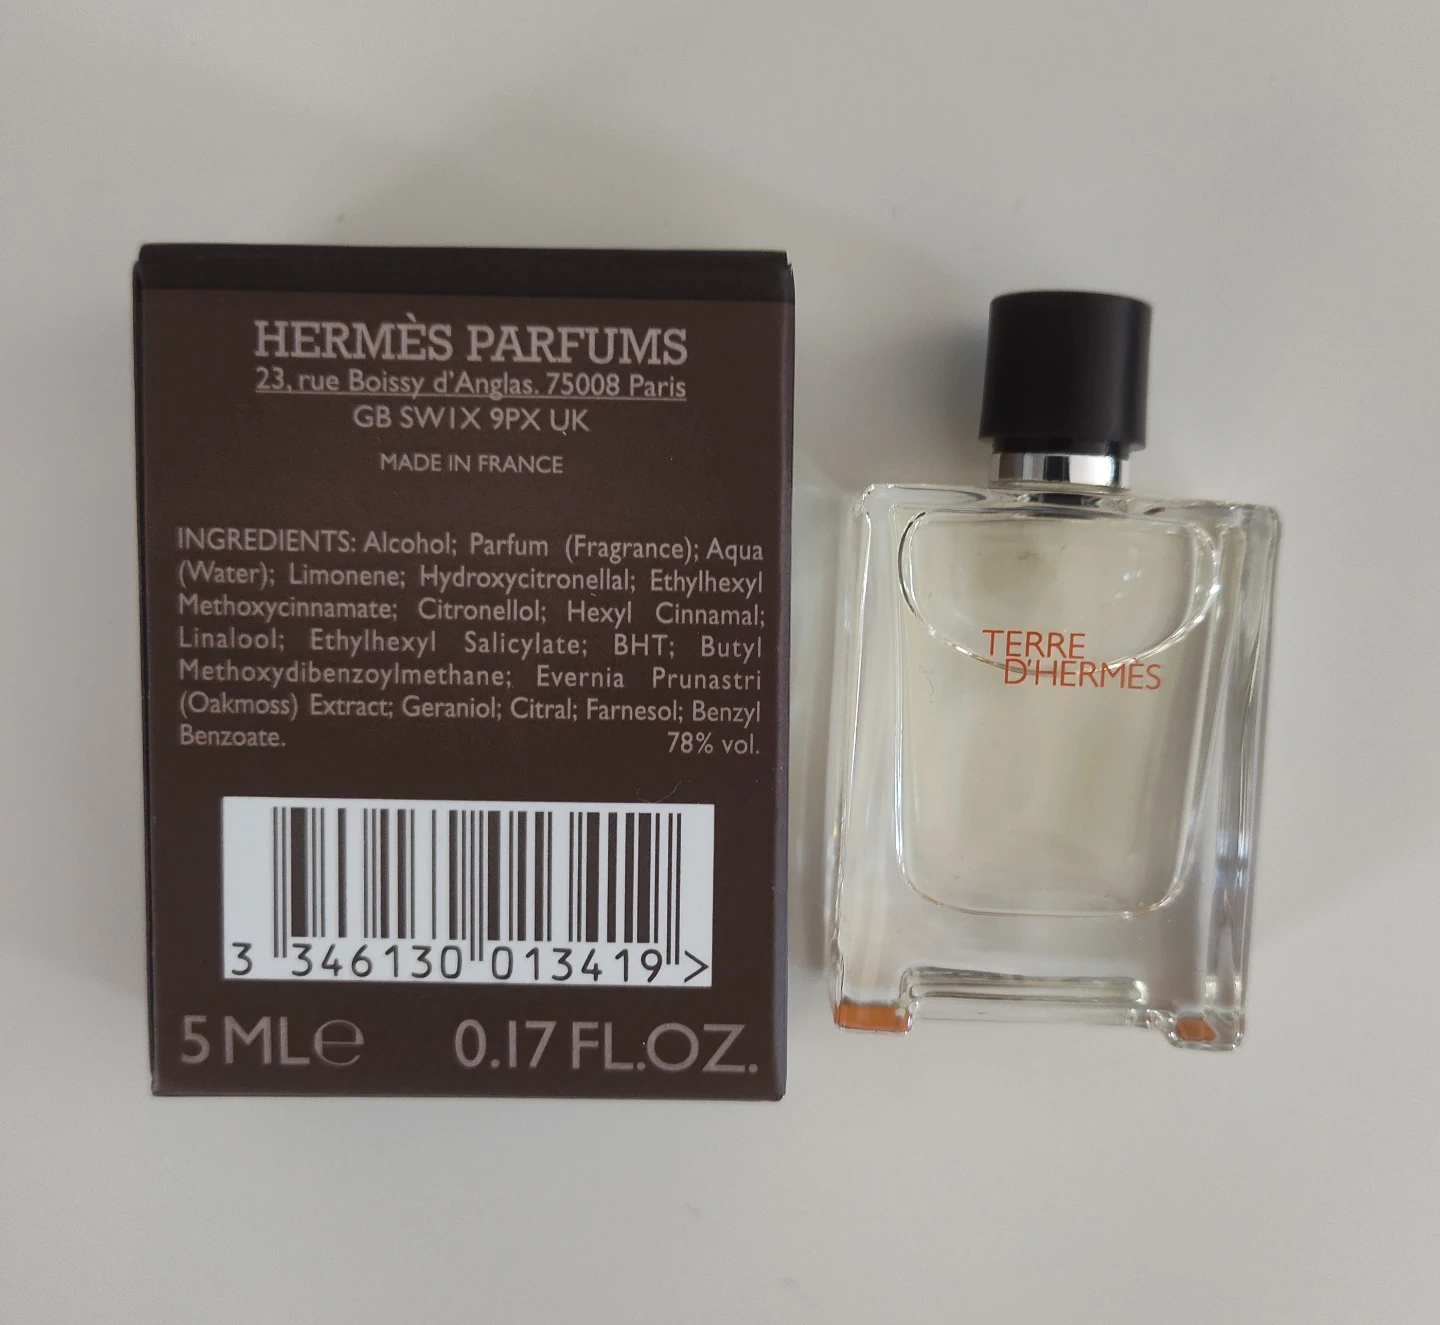 HERMÈS PARFUMS
23, rue Boissy d'Anglas. 75008 Paris
GB SW1X 9PX UK
MADE IN FRANCE
INGREDIENTS: Alcohol; Parfum (Fragrance); Aqua
(Water); Limonene; Hydroxycitronellal; Ethylhexyl
Methoxycinnamate; Citronellol; Hexyl Cinnamal;
Linalool; Ethylhexyl Salicylate; BHT; Butyl
Methoxydibenzoylmethane; Evernia Prunastri
(Oakmoss) Extract; Geraniol; Citral; Farnesol; Benzyl
Benzoate. 78% vol.
3 346130 013419 >
5 ML℮ 0.17 FL.OZ.
TERRE
D'HERMÈS